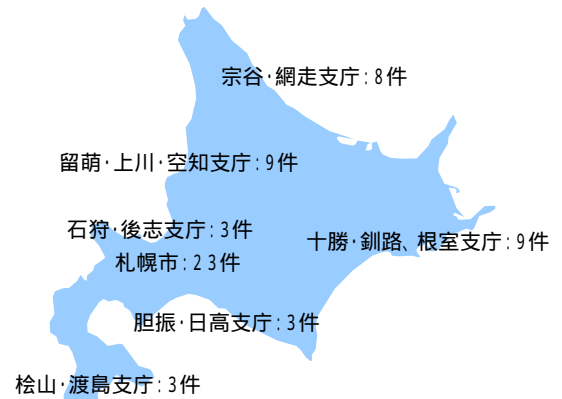 宗谷・網走支庁:8件
留萌・上川・空知支庁:9件
石狩・後志支庁:3件
十勝・釧路、根室支庁:9件
札幌市:23件
胆振・日高支庁:3件
桧山・渡島支庁:3件